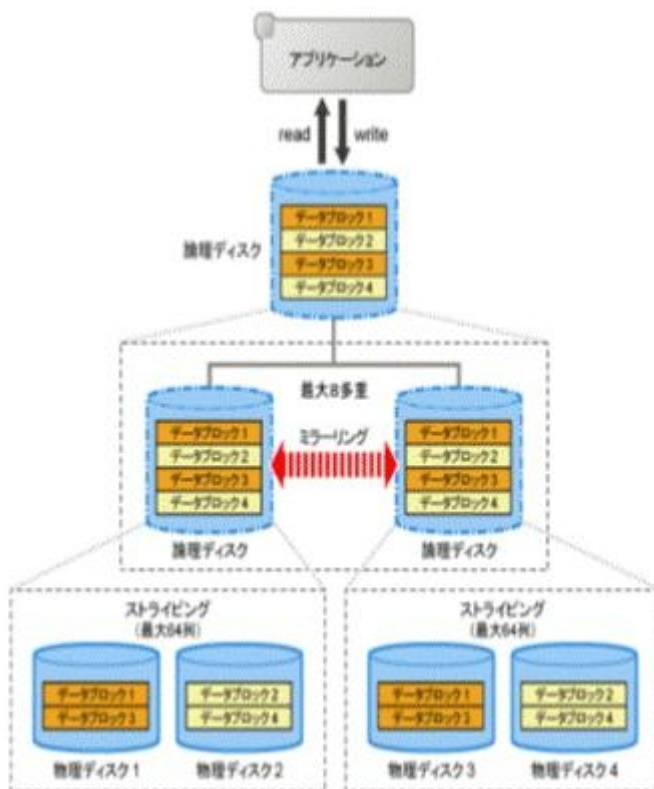 アプリケーション
read write
データブロック1
データブロック2
データブロック3
データブロック4
論理ディスク
最大8多重
ミラーリング
データブロック1
データブロック2
データブロック3
データブロック4
論理ディスク
データブロック1
データブロック2
データブロック3
データブロック4
論理ディスク
ストライピング
(最大64列)
データブロック1
データブロック3
物理ディスク1
データブロック2
データブロック4
物理ディスク2
ストライピング
(最大64列)
データブロック1
データブロック3
物理ディスク3
データブロック2
データブロック4
物理ディスク4